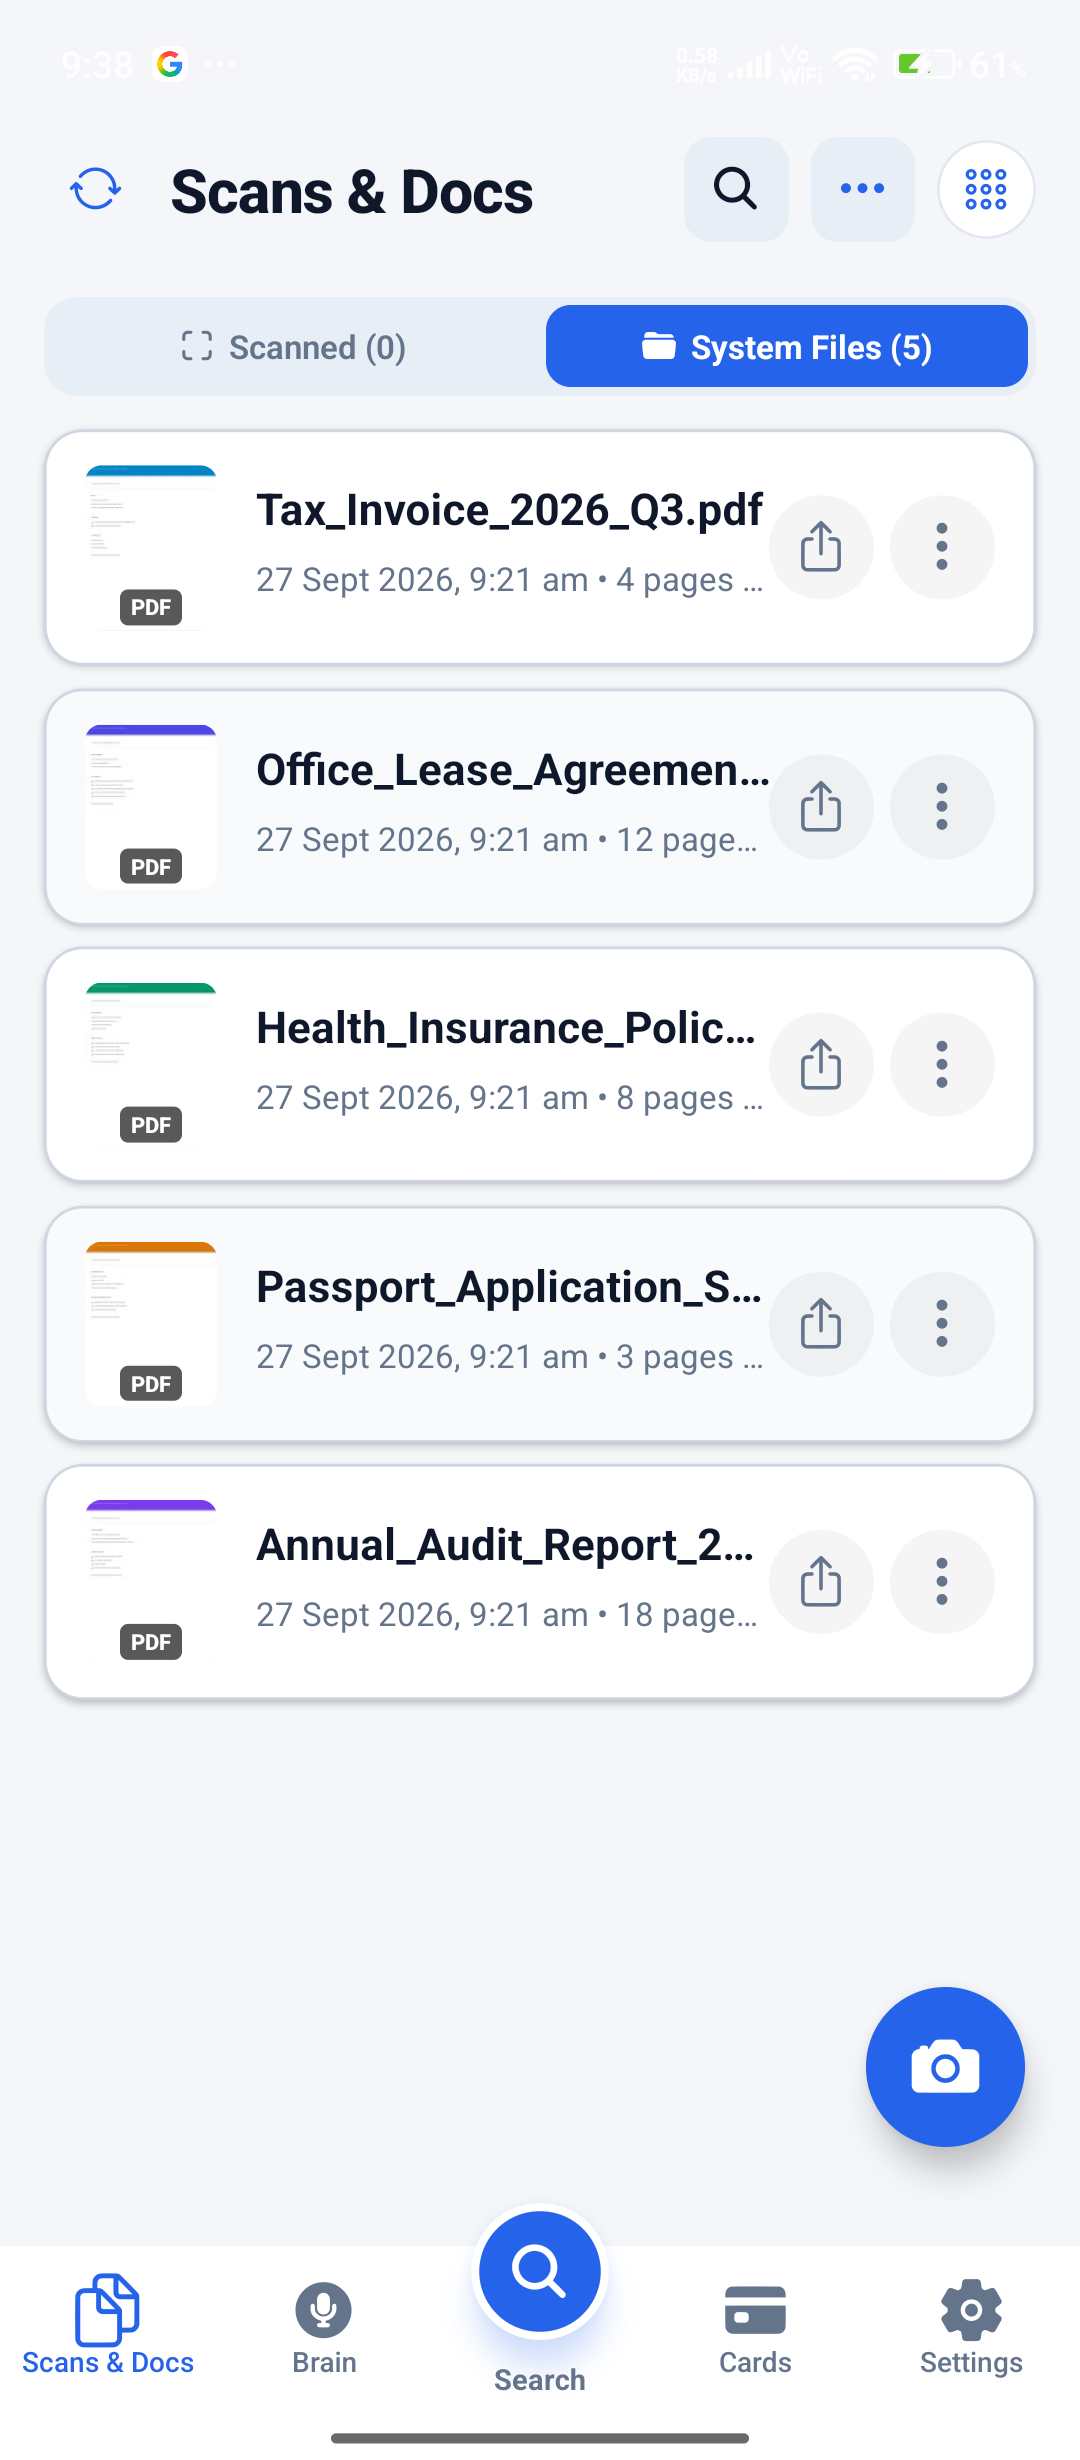 9:38
0.58
KB/s
Vo
WiFi
61%
Scans & Docs
Scanned (0)
System Files (5)
Tax_Invoice_2026_Q3.pdf
27 Sept 2026, 9:21 am • 4 pages ...
PDF
Office_Lease_Agreemen...
27 Sept 2026, 9:21 am • 12 page...
PDF
Health_Insurance_Polic...
27 Sept 2026, 9:21 am • 8 pages ...
PDF
Passport_Application_S...
27 Sept 2026, 9:21 am • 3 pages ...
PDF
Annual_Audit_Report_2...
27 Sept 2026, 9:21 am • 18 page...
PDF
Scans & Docs
Brain
Search
Cards
Settings